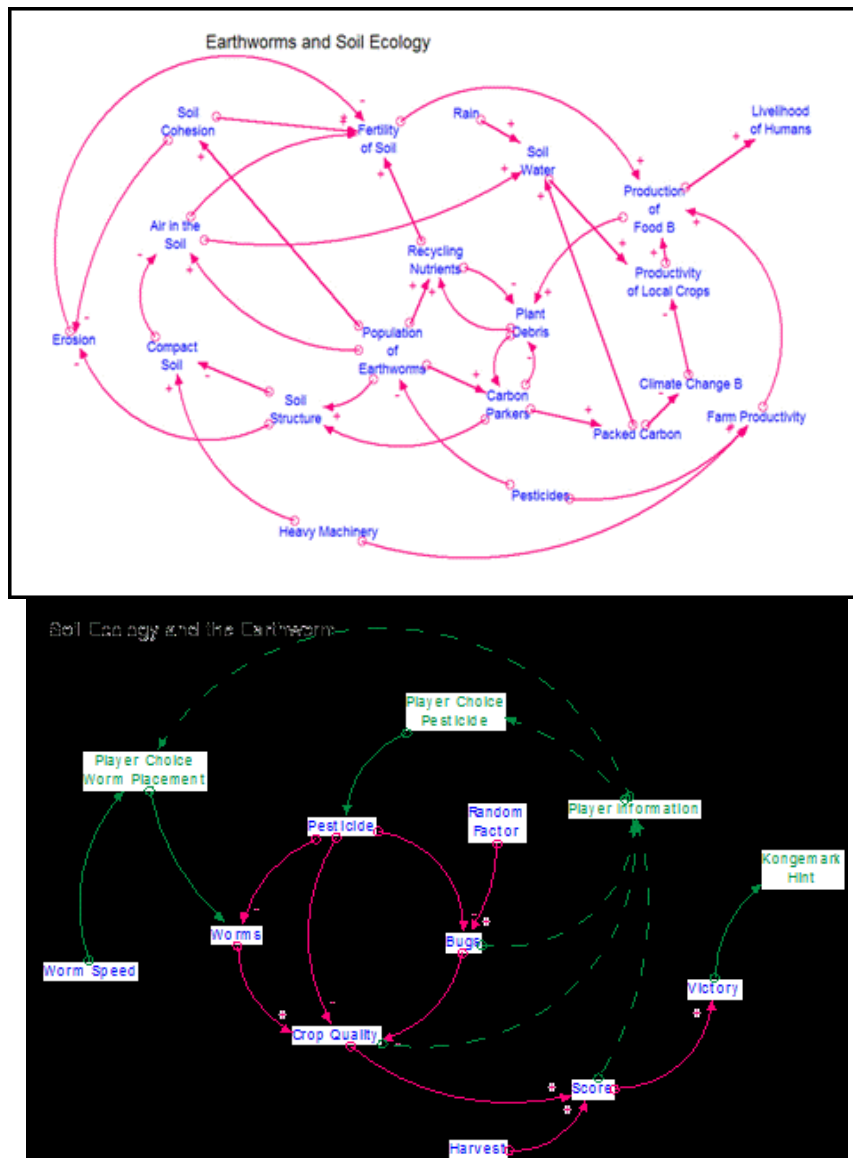 Earthworms and Soil Ecology
Soil
Cohesion
Fertility
of Soil
Rain
Soil
Water
Livelihood
of Humans
Production
of
Food B
Air in the
Soil
Recycling
Nutrients
Productivity
of Local Crops
Plant
Debris
Erosion
Compact
Soil
Population
of
Earthworms
Soil
Structure
Carbon
Parkers
Climate Change B
Packed Carbon
Farm Productivity
Pesticides
Heavy Machinery
Soil Ecology and the Earthworm
Player Choice
Pesticide
Player Choice
Worm Placement
Player Information
Pesticide
Random
Factor
Kongemark
Hint
Worms
Bugs
Worm Speed
Victory
Crop Quality
Score
Harvest